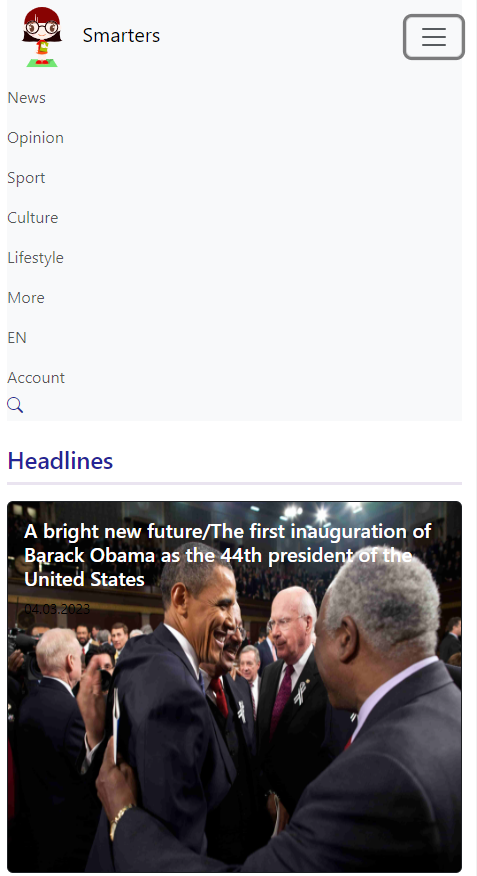 Smarters
News
Opinion
Sport
Culture
Lifestyle
More
EN
Account
Headlines
A bright new future/The first inauguration of
Barack Obama as the 44th president of the
United States
04.03.2023